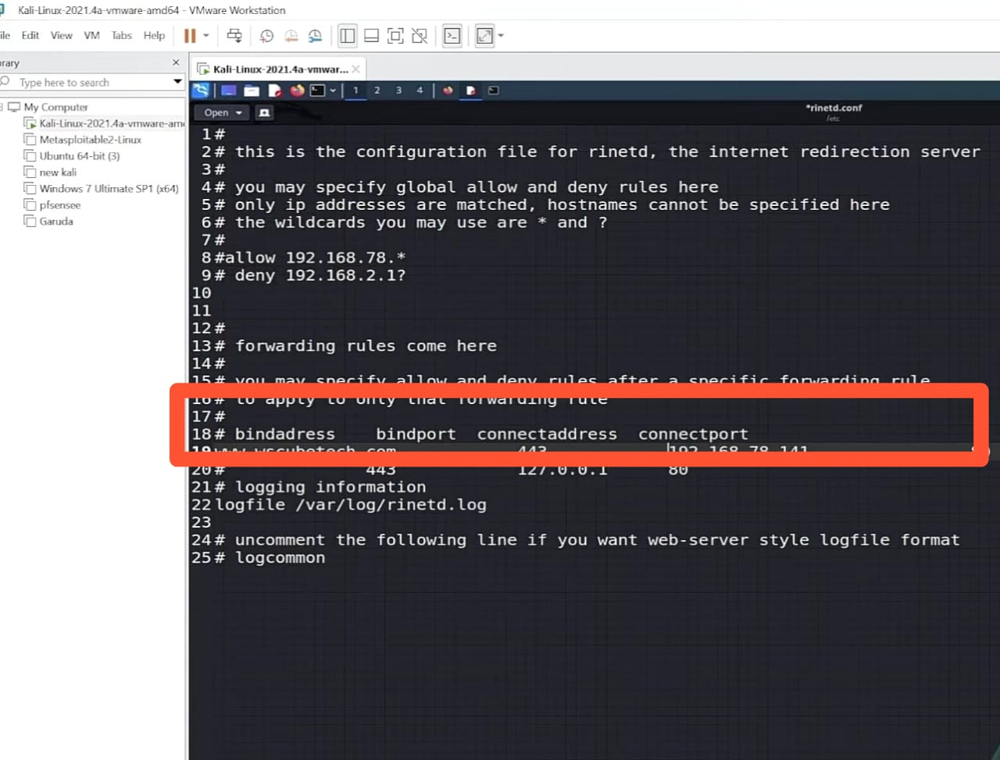 Kali-Linux-2021.4a-vmware-amd64 - VMware Workstation
ile Edit View VM Tabs Help
rary
Type here to search
My Computer
Kali-Linux-2021.4a-vmware-am
Metasploitable2-Linux
Ubuntu 64-bit (3)
new kali
Windows 7 Ultimate SP1 (x64)
pfsensee
Garuda
Kali-Linux-2021.4a-vmwar...
1 2 3 4
Open
*rinetd.conf
/etc
1 #
2 # this is the configuration file for rinetd, the internet redirection server
3 #
4 # you may specify global allow and deny rules here
5 # only ip addresses are matched, hostnames cannot be specified here
6 # the wildcards you may use are * and ?
7 #
8 #allow 192.168.78.*
9 # deny 192.168.2.1?
10
11
12 #
13 # forwarding rules come here
14 #
15 # you may specify allow and deny rules after a specific forwarding rule
16 # to apply to only that forwarding rule
17 #
18 # bindadress bindport connectaddress connectport
19 www.wscubetech.com 443 192.168.78.141
20 # 443 127.0.0.1 80
21 # logging information
22 logfile /var/log/rinetd.log
23
24 # uncomment the following line if you want web-server style logfile format
25 # logcommon